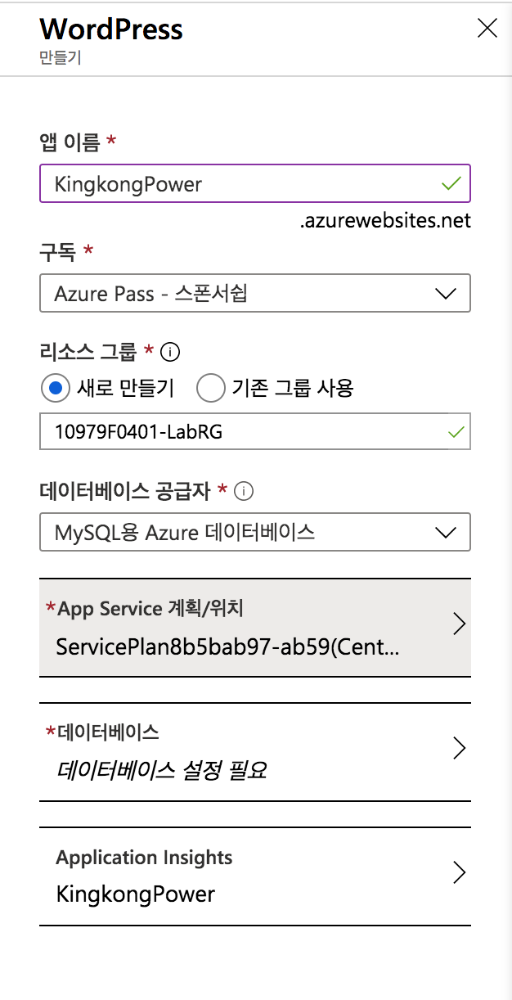 WordPress
만들기
앱 이름 *
KingkongPower
.azurewebsites.net
구독 *
Azure Pass - 스폰서쉽
리소스 그룹 *
새로 만들기 기존 그룹 사용
10979F0401-LabRG
데이터베이스 공급자 *
MySQL용 Azure 데이터베이스
*App Service 계획/위치
ServicePlan8b5bab97-ab59(Cent...
*데이터베이스
데이터베이스 설정 필요
Application Insights
KingkongPower